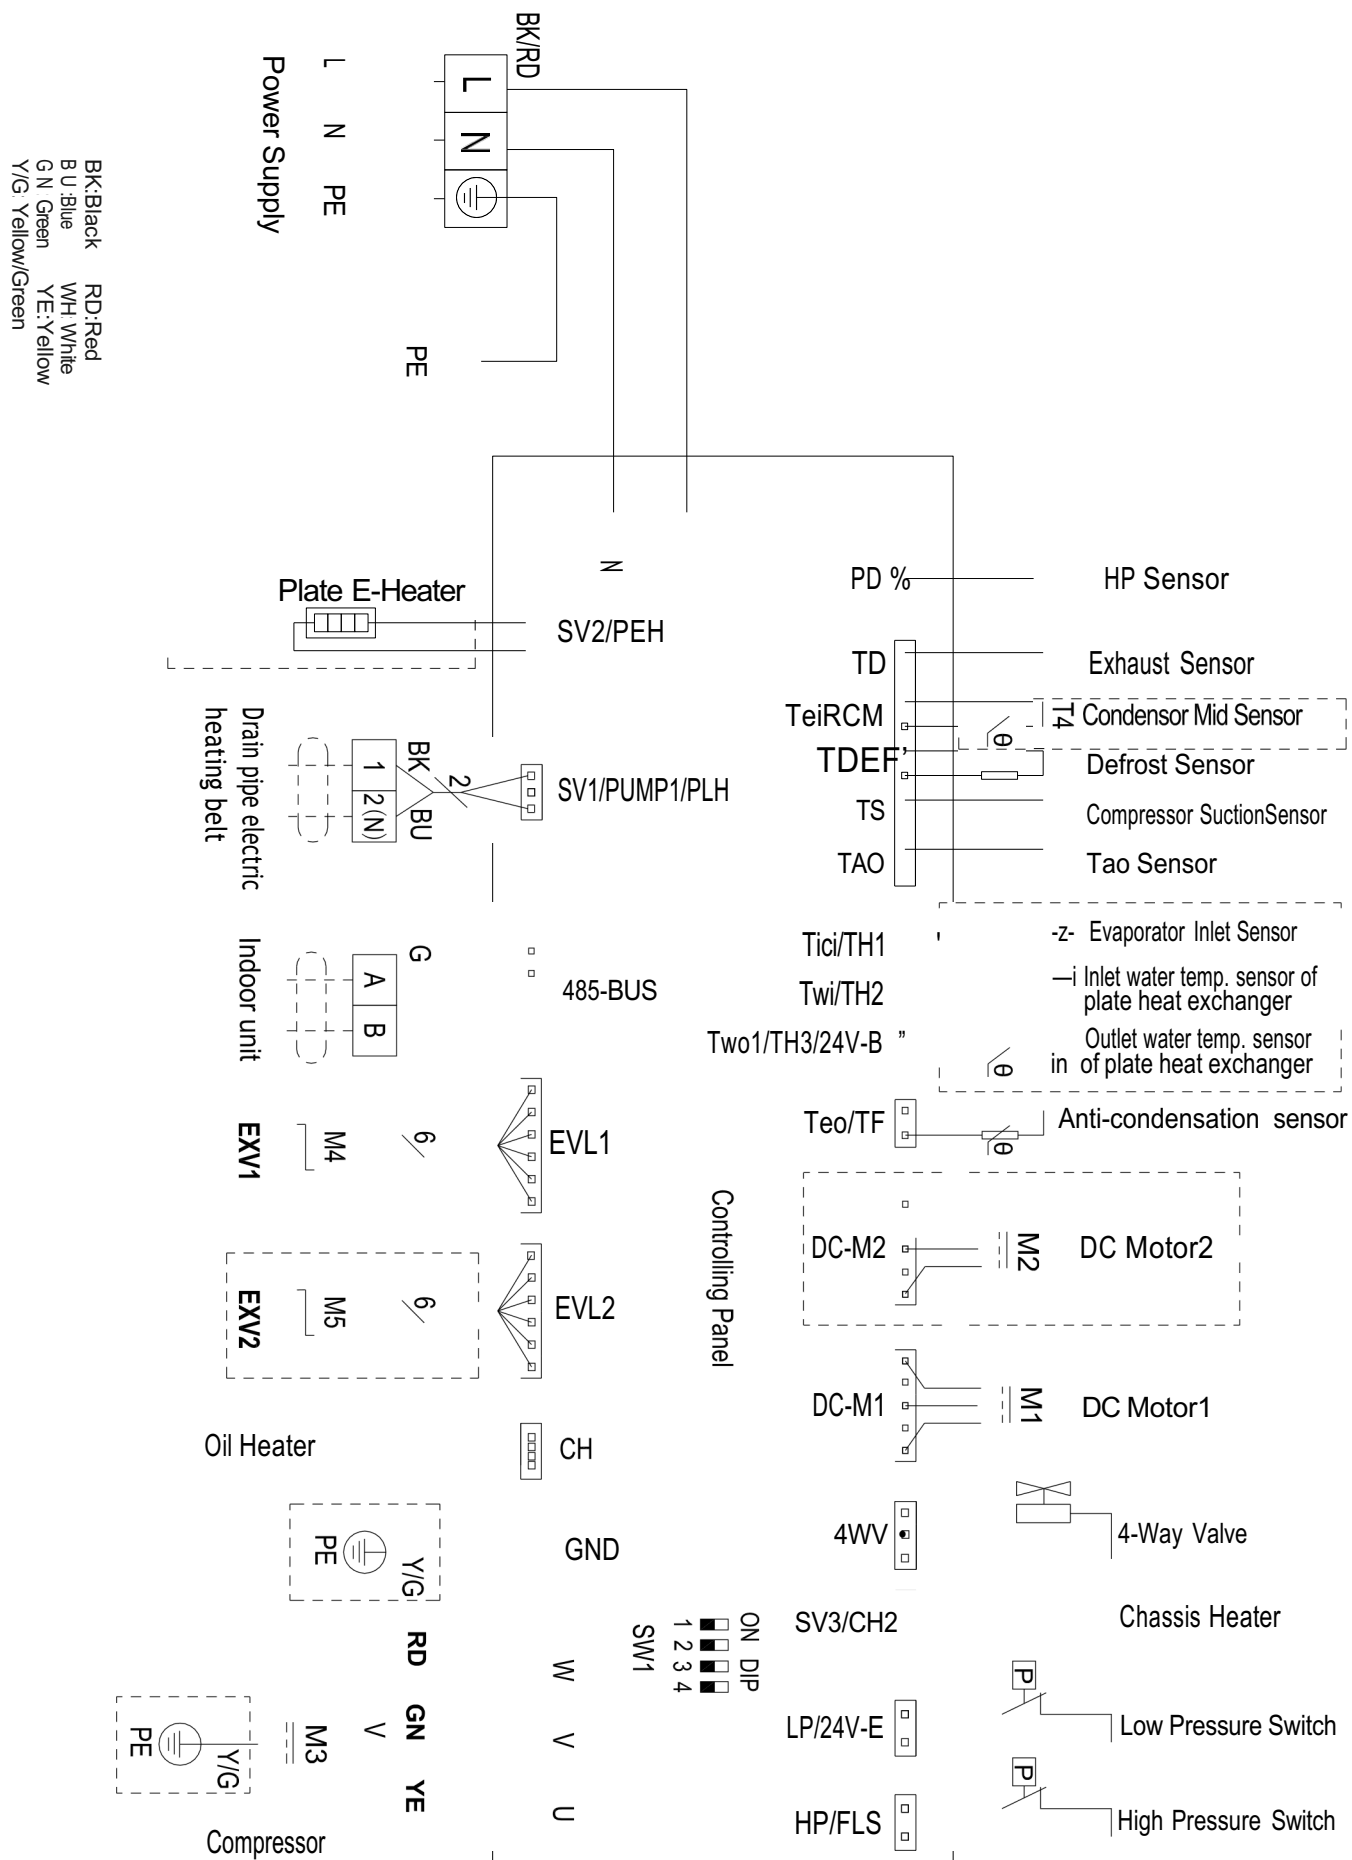 BK/RD
L
N
L
N
PE
Power Supply
PE
BK:Black RD:Red
B U :Blue WH: White
G N : Green YE:Yellow
Y/G: Yellow/Green
N
Plate E-Heater
SV2/PEH
Drain pipe electric
heating belt
1
2(N)
BK
BU
2
SV1/PUMP1/PLH
Indoor unit
A
B
G
485-BUS
EXV1
M4
6
EVL1
EXV2
M5
6
EVL2
Oil Heater
CH
PE
Y/G
GND
RD
GN
YE
V
W
V
U
M3
PE
Y/G
Compressor
Controlling Panel
ON DIP
1 2 3 4
SW1
PD %
HP Sensor
TD
Exhaust Sensor
TeiRCM
T4
Condensor Mid Sensor
θ
TDEF'
Defrost Sensor
TS
Compressor SuctionSensor
TAO
Tao Sensor
Tici/TH1 '
-z- Evaporator Inlet Sensor
Twi/TH2
—i Inlet water temp. sensor of
plate heat exchanger
Two1/TH3/24V-B ”
Outlet water temp. sensor
in of plate heat exchanger
θ
Teo/TF
θ
Anti-condensation sensor
DC-M2
M2
DC Motor2
DC-M1
M1
DC Motor1
4WV
4-Way Valve
SV3/CH2
Chassis Heater
LP/24V-E
P
Low Pressure Switch
HP/FLS
P
High Pressure Switch